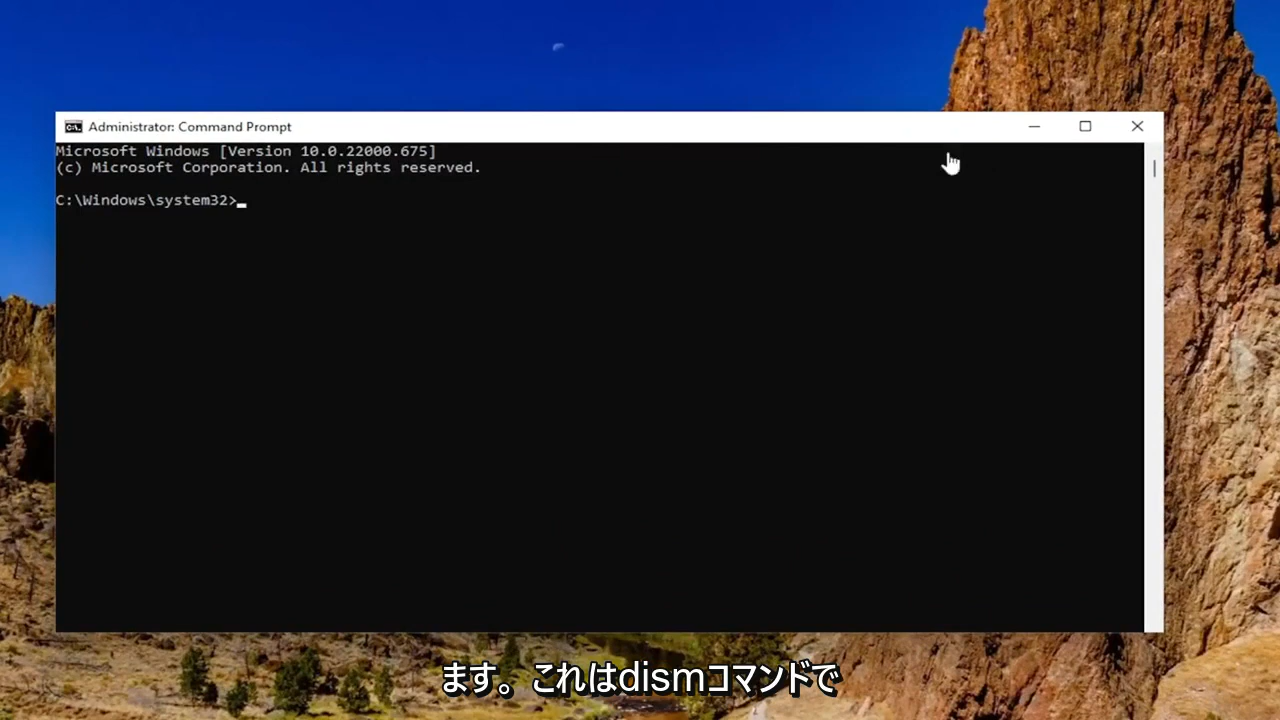 Administrator: Command Prompt
Microsoft Windows [Version 10.0.22000.675]
(c) Microsoft Corporation. All rights reserved.
C:\Windows\system32>
ます。これはdismコマンドで